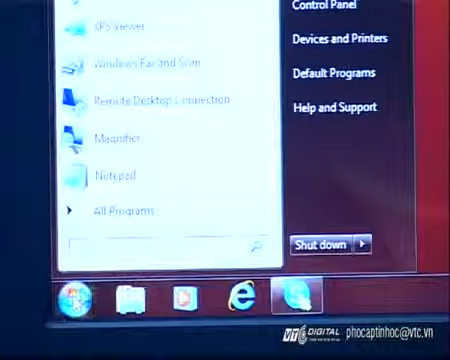 XPS Viewer
Windows Fax and Scan
Remote Desktop Connection
Magnifier
Notepad
All Programs
Control Panel
Devices and Printers
Default Programs
Help and Support
Shut down
VTC DIGITAL
phocaptinhoc@vtc.vn